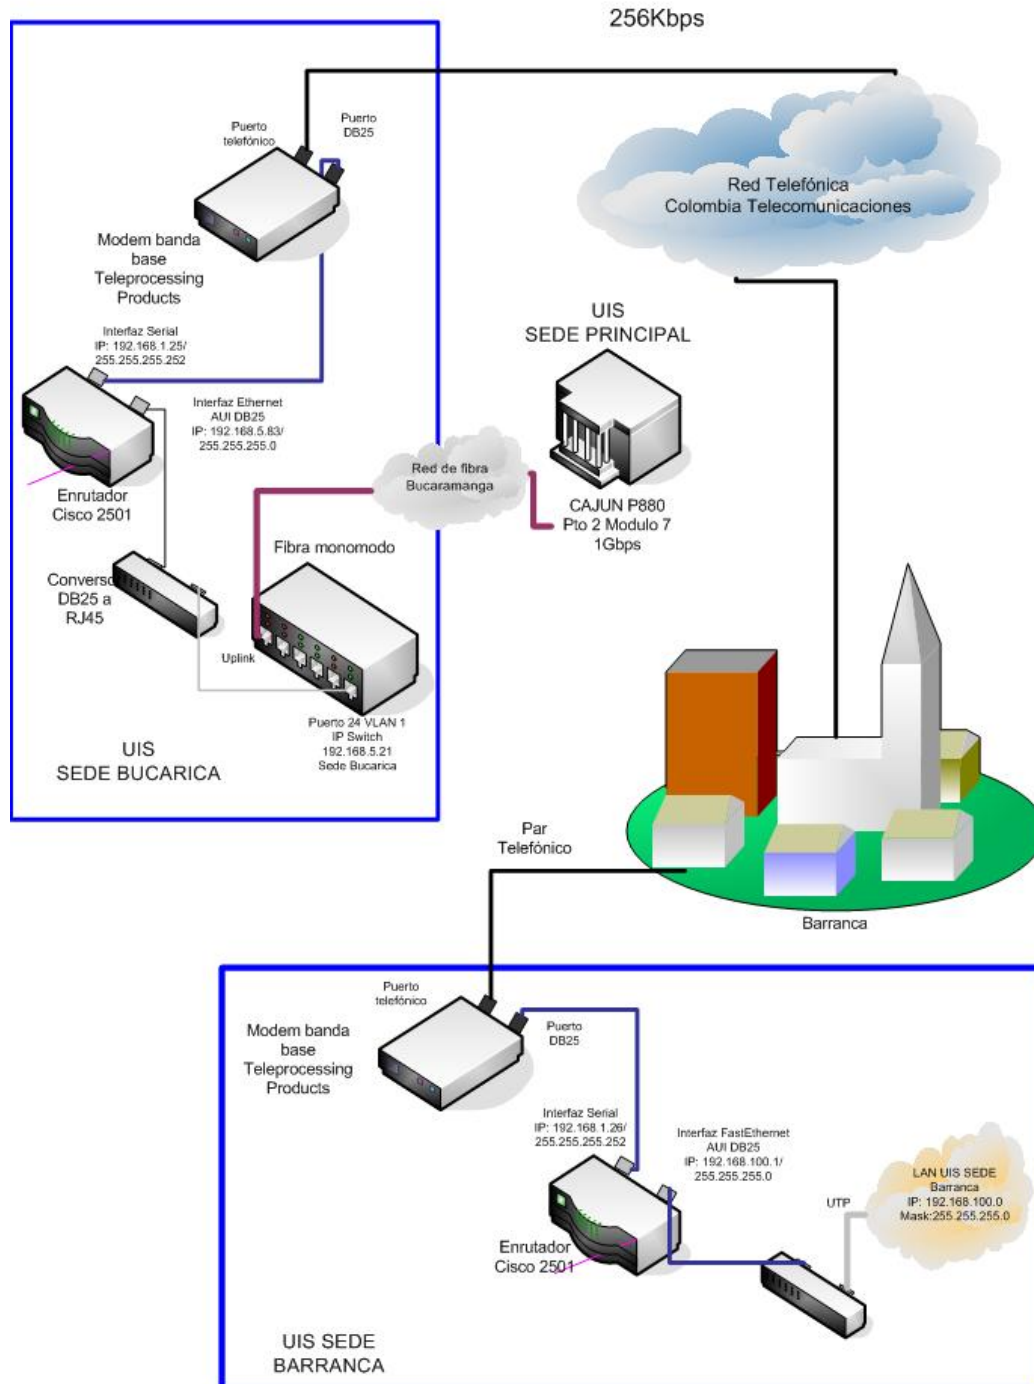 256Kbps
Puerto
telefónico
Puerto
DB25
Modem banda
base
Teleprocessing
Products
Red Telefónica
Colombia Telecomunicaciones
UIS
SEDE PRINCIPAL
Interfaz Serial
IP: 192.168.1.25/
255.255.255.252
Interfaz Ethernet
AUI DB25
IP: 192.168.5.83/
255.255.255.0
Enrutador
Cisco 2501
Red de fibra
Bucaramanga
CAJUN P880
Pto 2 Modulo 7
1Gbps
Fibra monomodo
Converso
DB25 a
RJ45
Uplink
Puerto 24 VLAN 1
IP Switch
192.168.5.21
Sede Bucarica
UIS
SEDE BUCARICA
Par
Telefónico
Barranca
Puerto
telefónico
Modem banda
base
Teleprocessing
Products
Puerto
DB25
Interfaz Serial
IP: 192.168.1.26/
255.255.255.252
Interfaz FastEthernet
AUI DB25
IP: 192.168.100.1/
255.255.255.0
Enrutador
Cisco 2501
UTP
LAN UIS SEDE
Barranca
IP: 192.168.100.0
Mask:255.255.255.0
UIS SEDE
BARRANCA